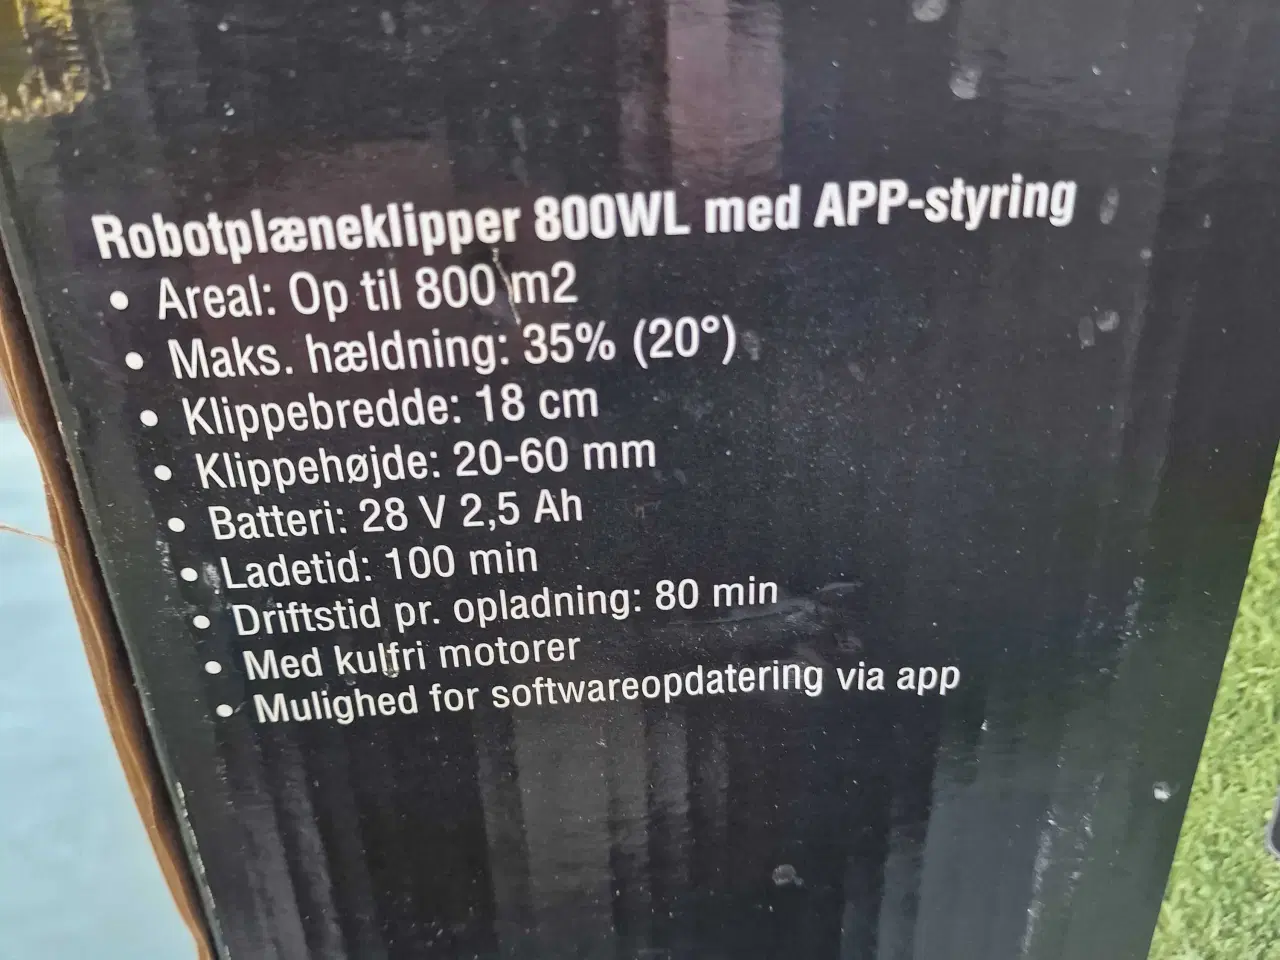 Robotplæneklipper 800WL med APP-styring
• Areal: Op til 800 m2
• Maks. hældning: 35% (20°)
• Klippebredde: 18 cm
• Klippehøjde: 20-60 mm
• Batteri: 28 V 2,5 Ah
• Ladetid: 100 min
• Driftstid pr. opladning: 80 min
• Med kulfri motorer
• Mulighed for softwareopdatering via app